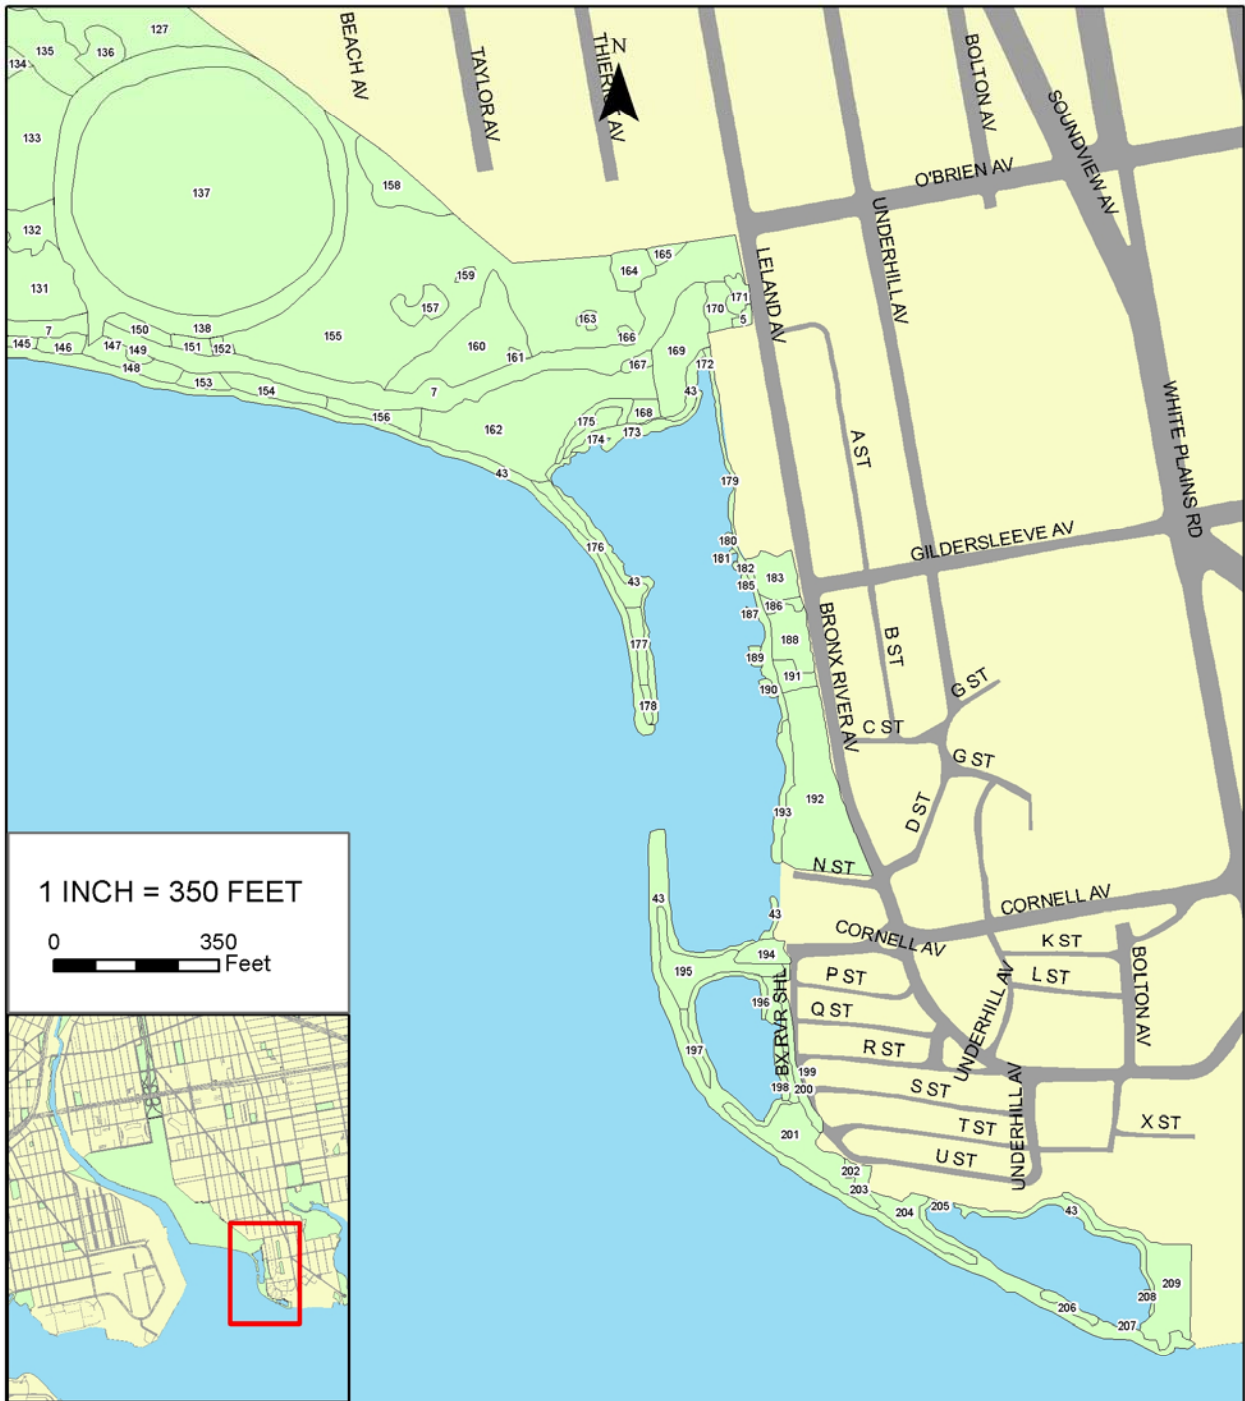 BEACH AV
TAYLOR AV
THIERIOT AV
N
BOLTON AV
SOUNDVIEW AV
O'BRIEN AV
UNDERHILL AV
LELAND AV
WHITE PLAINS RD
A ST
GILDERSLEEVE AV
BRONX RIVER AV
B ST
G ST
C ST
G ST
D ST
N ST
CORNELL AV
CORNELL AV
K ST
BOLTON AV
P ST
L ST
UNDERHILL AV
BX RVR SHL
Q ST
R ST
S ST
UNDERHILL AV
T ST
X ST
U ST
127
135
136
134
133
137
158
132
131
165
164
159
171
170
157
163
5
7
150
138
155
166
160
145
146
147
149
151
152
161
169
148
167
172
153
154
7
43
156
175
168
162
174
173
43
179
176
180
181
182
43
183
185
186
187
177
188
189
191
190
178
192
193
43
43
194
195
196
197
199
198
200
201
202
203
204
205
43
209
208
206
207
1 INCH = 350 FEET
0 350
Feet